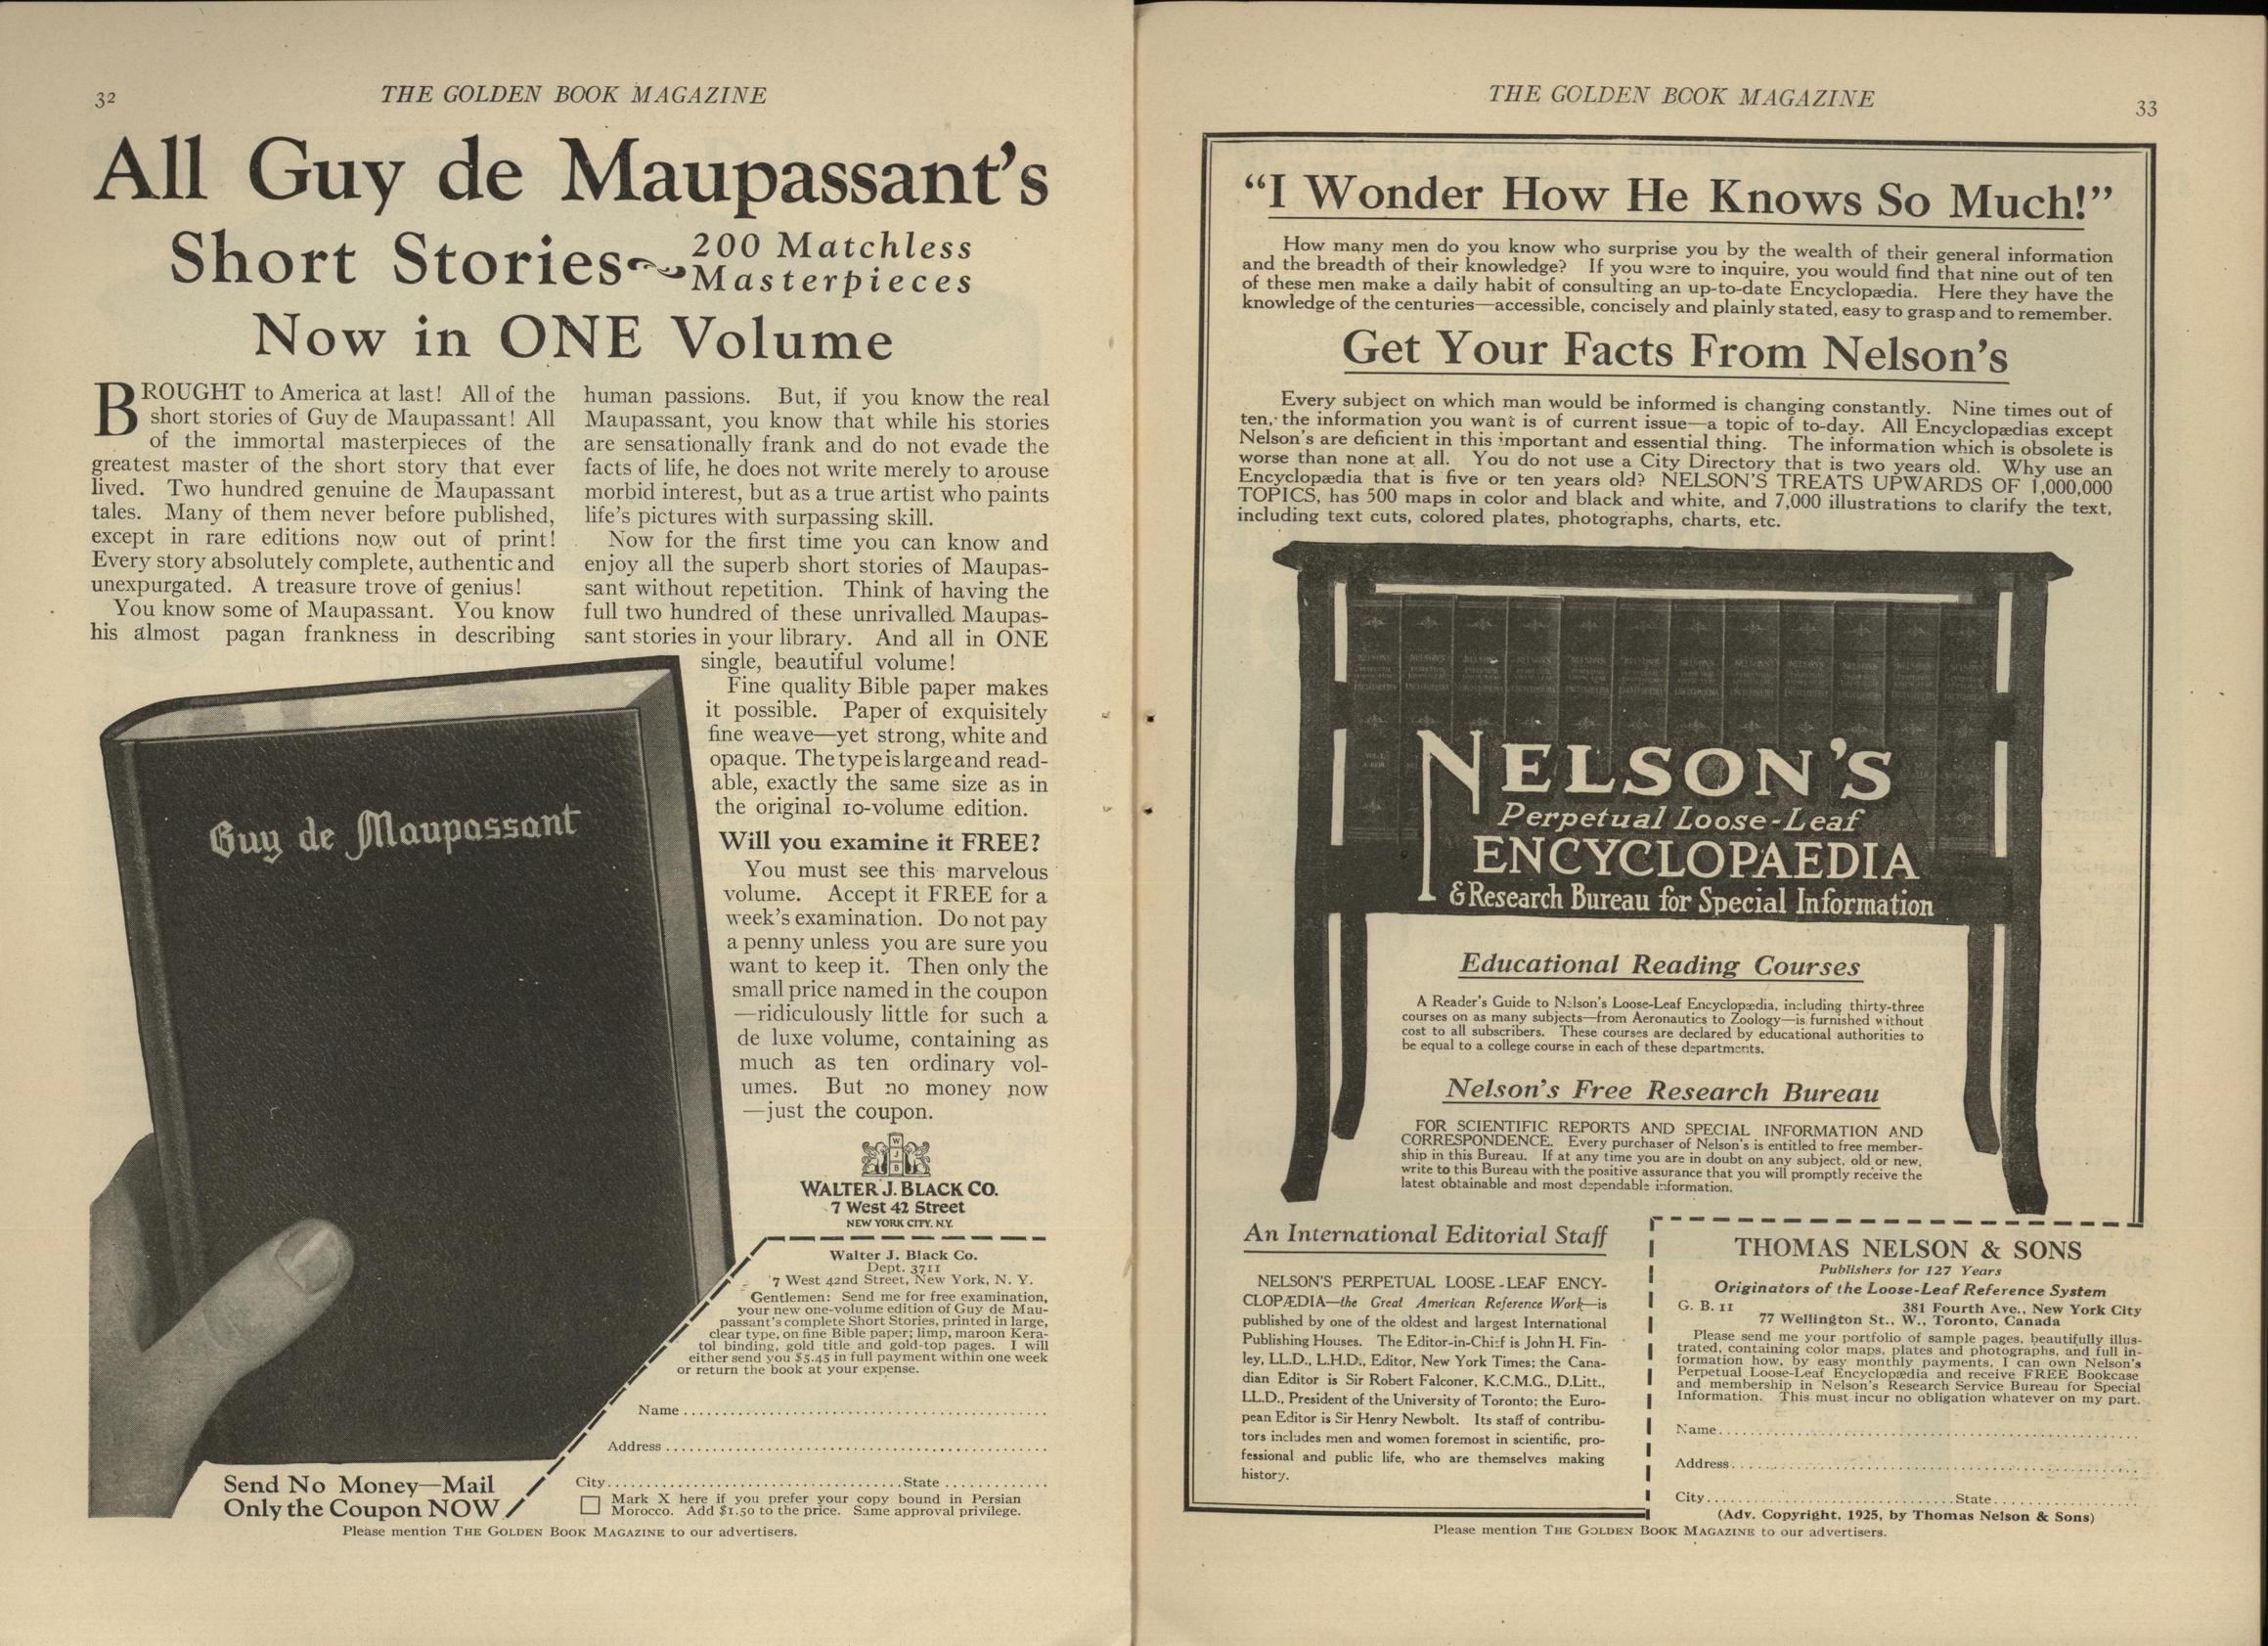 32
THE GOLDEN BOOK MAGAZINE
All Guy de Maupassant's
Short Stories
200 Matchless
Masterpieces
Now in ONE Volume
BROUGHT to America at last! All of the
short stories of Guy de Maupassant! All
of the immortal masterpieces of the
greatest master of the short story that ever
lived. Two hundred genuine de Maupassant
tales. Many of them never before published,
except in rare editions now out of print!
Every story absolutely complete, authentic and
unexpurgated. A treasure trove of genius!
You know some of Maupassant. You know
his almost pagan frankness in describing
human passions. But, if you know the real
Maupassant, you know that while his stories
are sensationally frank and do not evade the
facts of life, he does not write merely to arouse
morbid interest, but as a true artist who paints
life's pictures with surpassing skill.
Now for the first time you can know and
enjoy all the superb short stories of Maupas-
sant without repetition. Think of having the
full two hundred of these unrivalled Maupas-
sant stories in your library. And all in ONE
single, beautiful volume!
Fine quality Bible paper makes
it possible. Paper of exquisitely
fine weave—yet strong, white and
opaque. The type is large and read-
able, exactly the same size as in
the original 10-volume edition.
Will you examine it FREE?
You must see this marvelous
volume. Accept it FREE for a
week's examination. Do not pay
a penny unless you are sure you
want to keep it. Then only the
small price named in the coupon
—ridiculously little for such a
de luxe volume, containing as
much as ten ordinary vol-
umes. But no money now
—just the coupon.
Guy de Maupassant
WALTER J. BLACK CO.
7 West 42 Street
NEW YORK CITY. N.Y.
Walter J. Black Co.
Dept. 3711
7 West 42nd Street, New York, N. Y.
Gentlemen: Send me for free examination,
your new one-volume edition of Guy de Mau-
passant's complete Short Stories, printed in large,
clear type, on fine Bible paper; limp, maroon Kera-
tol binding, gold title and gold-top pages. I will
either send you $5.45 in full payment within one week
or return the book at your expense.
Name
Address
City State
Mark X here if you prefer your copy bound in Persian
Morocco. Add $1.50 to the price. Same approval privilege.
Send No Money—Mail
Only the Coupon NOW
Please mention THE GOLDEN BOOK MAGAZINE to our advertisers.
THE GOLDEN BOOK MAGAZINE
33
"I Wonder How He Knows So Much!"
How many men do you know who surprise you by the wealth of their general information
and the breadth of their knowledge? If you were to inquire, you would find that nine out of ten
of these men make a daily habit of consulting an up-to-date Encyclopædia. Here they have the
knowledge of the centuries—accessible, concisely and plainly stated, easy to grasp and to remember.
Get Your Facts From Nelson's
Every subject on which man would be informed is changing constantly. Nine times out of
ten, the information you want is of current issue—a topic of to-day. All Encyclopædias except
Nelson's are deficient in this important and essential thing. The information which is obsolete is
worse than none at all. You do not use a City Directory that is two years old. Why use an
Encyclopædia that is five or ten years old? NELSON'S TREATS UPWARDS OF 1,000,000
TOPICS, has 500 maps in color and black and white, and 7,000 illustrations to clarify the text,
including text cuts, colored plates, photographs, charts, etc.
NELSON'S
Perpetual Loose-Leaf
ENCYCLOPAEDIA
& Research Bureau for Special Information
Educational Reading Courses
A Reader's Guide to Nelson's Loose-Leaf Encyclopædia, including thirty-three
courses on as many subjects—from Aeronautics to Zoology—is furnished without
cost to all subscribers. These courses are declared by educational authorities to
be equal to a college course in each of these departments.
Nelson's Free Research Bureau
FOR SCIENTIFIC REPORTS AND SPECIAL INFORMATION AND
CORRESPONDENCE. Every purchaser of Nelson's is entitled to free member-
ship in this Bureau. If at any time you are in doubt on any subject, old or new,
write to this Bureau with the positive assurance that you will promptly receive the
latest obtainable and most dependable information.
An International Editorial Staff
NELSON'S PERPETUAL LOOSE-LEAF ENCY-
CLOPÆDIA—the Great American Reference Work—is
published by one of the oldest and largest International
Publishing Houses. The Editor-in-Chief is John H. Fin-
ley, LL.D., L.H.D., Editor, New York Times; the Cana-
dian Editor is Sir Robert Falconer, K.C.M.G., D.Litt.,
LL.D., President of the University of Toronto; the Euro-
pean Editor is Sir Henry Newbolt. Its staff of contribu-
tors includes men and women foremost in scientific, pro-
fessional and public life, who are themselves making
history.
THOMAS NELSON & SONS
Publishers for 127 Years
Originators of the Loose-Leaf Reference System
G. B. 11 381 Fourth Ave., New York City
77 Wellington St., W., Toronto, Canada
Please send me your portfolio of sample pages, beautifully illus-
trated, containing color maps, plates and photographs, and full in-
formation how, by easy monthly payments, I can own Nelson's
Perpetual Loose-Leaf Encyclopædia and receive FREE Bookcase
and membership in Nelson's Research Service Bureau for Special
Information. This must incur no obligation whatever on my part.
Name
Address
City State
(Adv. Copyright, 1925, by Thomas Nelson & Sons)
Please mention THE GOLDEN BOOK MAGAZINE to our advertisers.